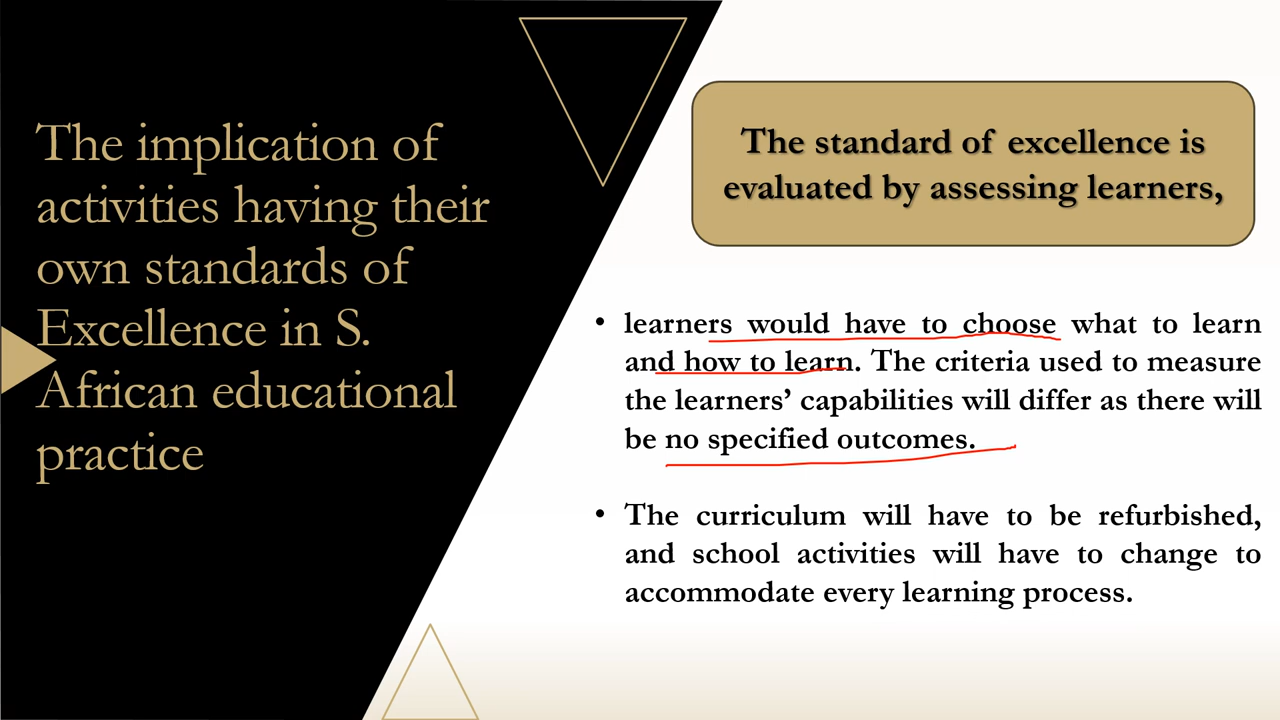 The implication of
activities having their
own standards of
Excellence in S.
African educational
practice
The standard of excellence is
evaluated by assessing learners,
• learners would have to choose what to learn
and how to learn. The criteria used to measure
the learners’ capabilities will differ as there will
be no specified outcomes.
• The curriculum will have to be refurbished,
and school activities will have to change to
accommodate every learning process.